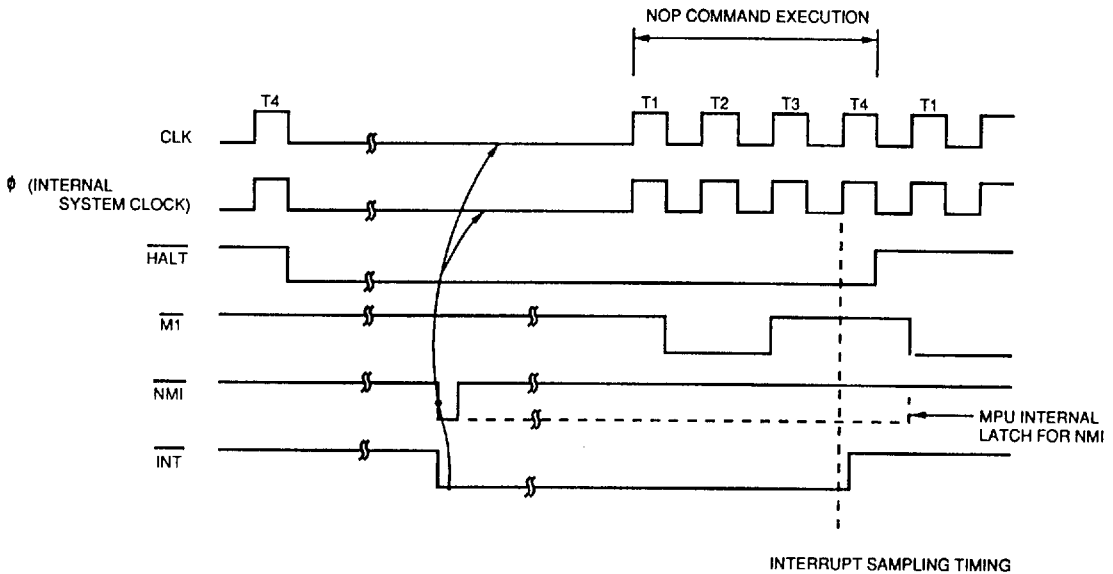 NOP COMMAND EXECUTION
T4 T1 T2 T3 T4 T1
CLK
ϕ (INTERNAL
SYSTEM CLOCK)
HALT
M1
NMI
MPU INTERNAL
LATCH FOR NMI
INT
INTERRUPT SAMPLING TIMING